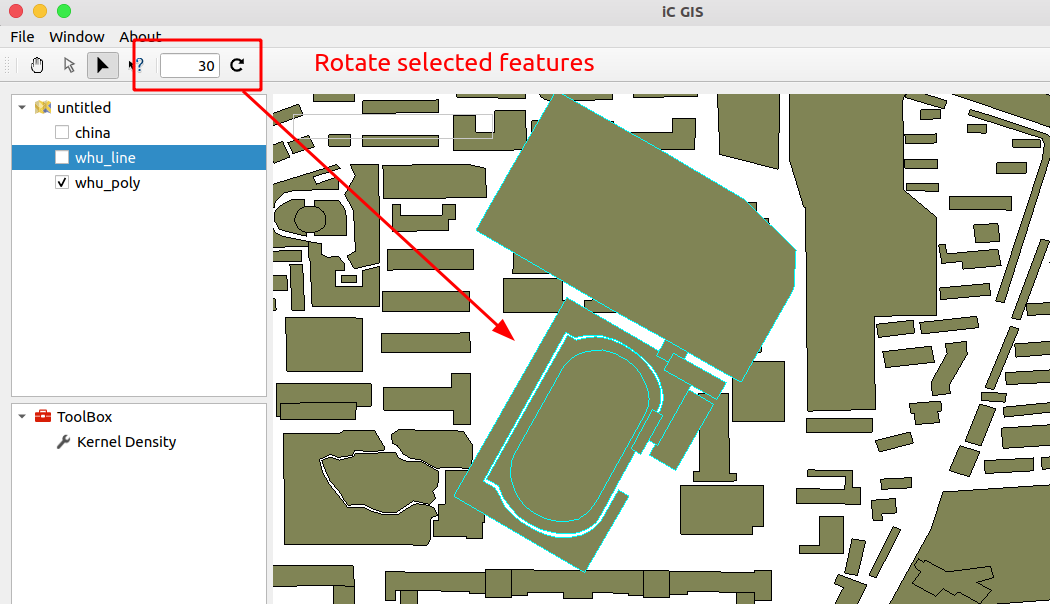 iC GIS
File Window About
? 30 Rotate selected features
untitled
china
whu_line
whu_poly
ToolBox
Kernel Density